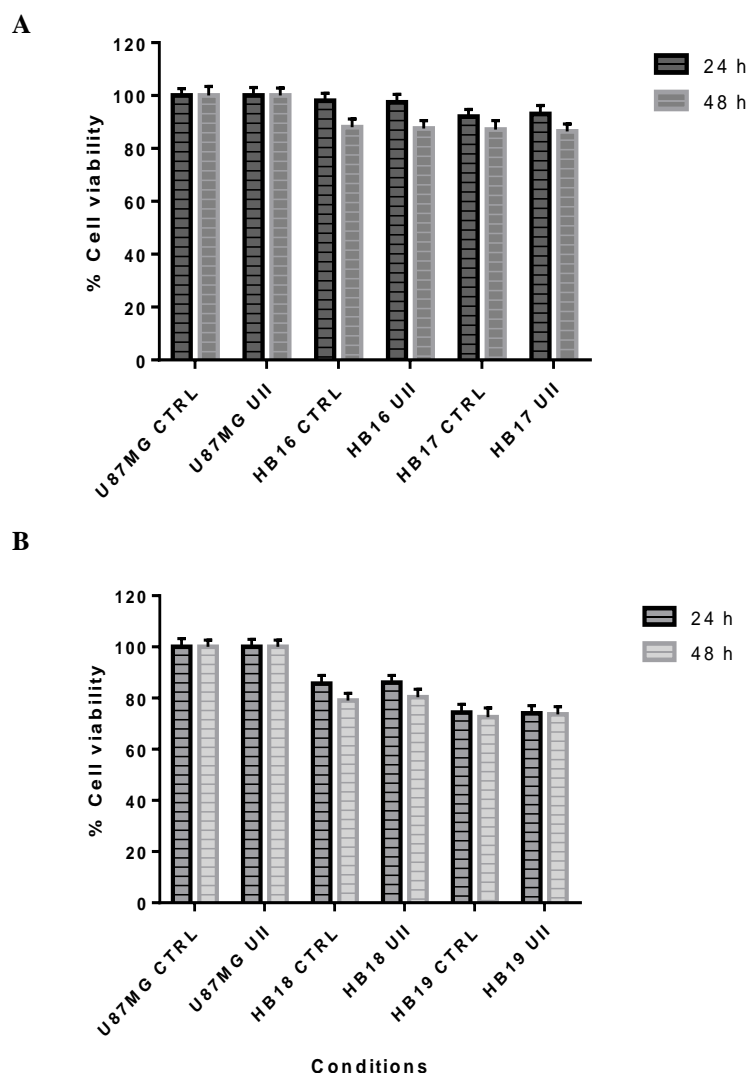 A
120
100
80
60
40
20
0
% Cell viability
24 h
48 h
U87MG CTRL
U87MG UII
HB16 CTRL
HB16 UII
HB17 CTRL
HB17 UII
B
120
100
80
60
40
20
0
% Cell viability
24 h
48 h
U87MG CTRL
U87MG UII
HB18 CTRL
HB18 UII
HB19 CTRL
HB19 UII
Conditions